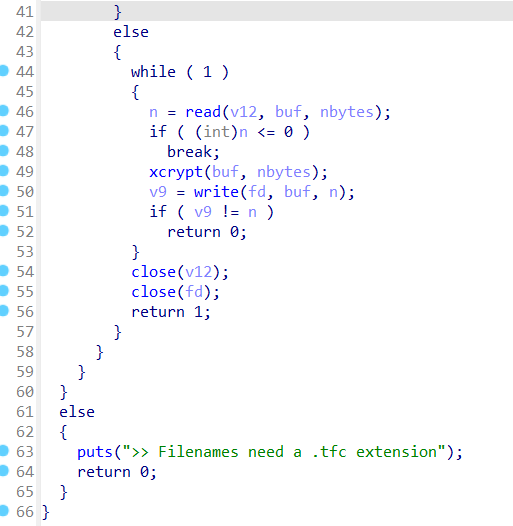 41 }
42 else
43 {
44 while ( 1 )
45 {
46 n = read(v12, buf, nbytes);
47 if ( (int)n <= 0 )
48 break;
49 xcrypt(buf, nbytes);
50 v9 = write(fd, buf, n);
51 if ( v9 != n )
52 return 0;
53 }
54 close(v12);
55 close(fd);
56 return 1;
57 }
58 }
59 }
60 }
61 else
62 {
63 puts(">> Filenames need a .tfc extension");
64 return 0;
65 }
66 }